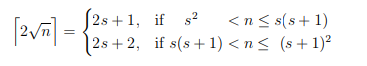 ⌈2√n⌉ = { 2s + 1, if s² < n ≤ s(s + 1)
2s + 2, if s(s + 1) < n ≤ (s + 1)²